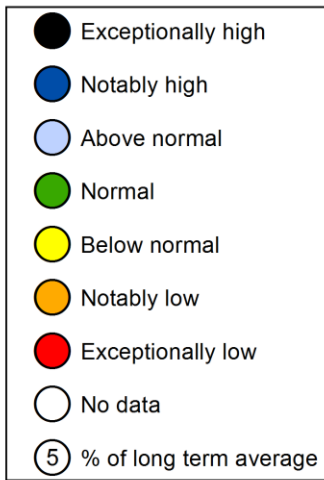 Exceptionally high
Notably high
Above normal
Normal
Below normal
Notably low
Exceptionally low
No data
5 % of long term average